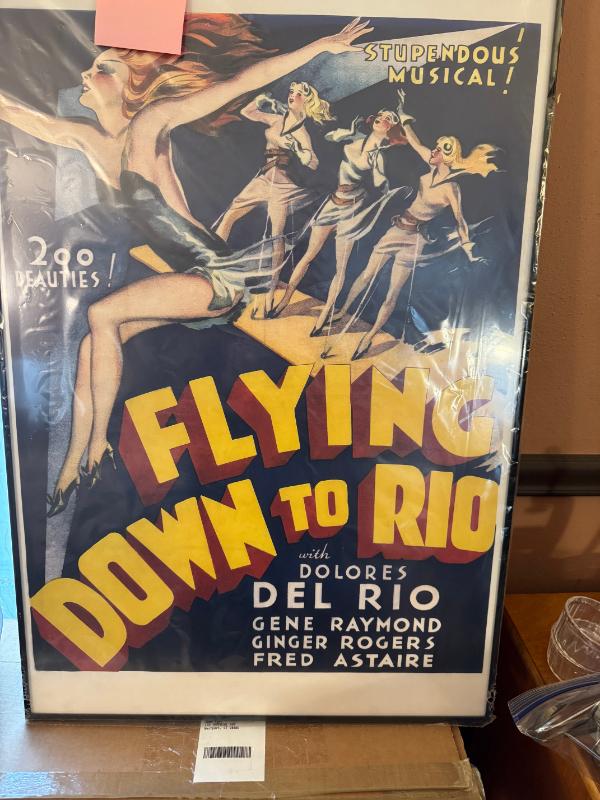 STUPENDOUS
MUSICAL!
200
BEAUTIES!
FLYING
DOWN TO RIO
with
DOLORES
DEL RIO
GENE RAYMOND
GINGER ROGERS
FRED ASTAIRE